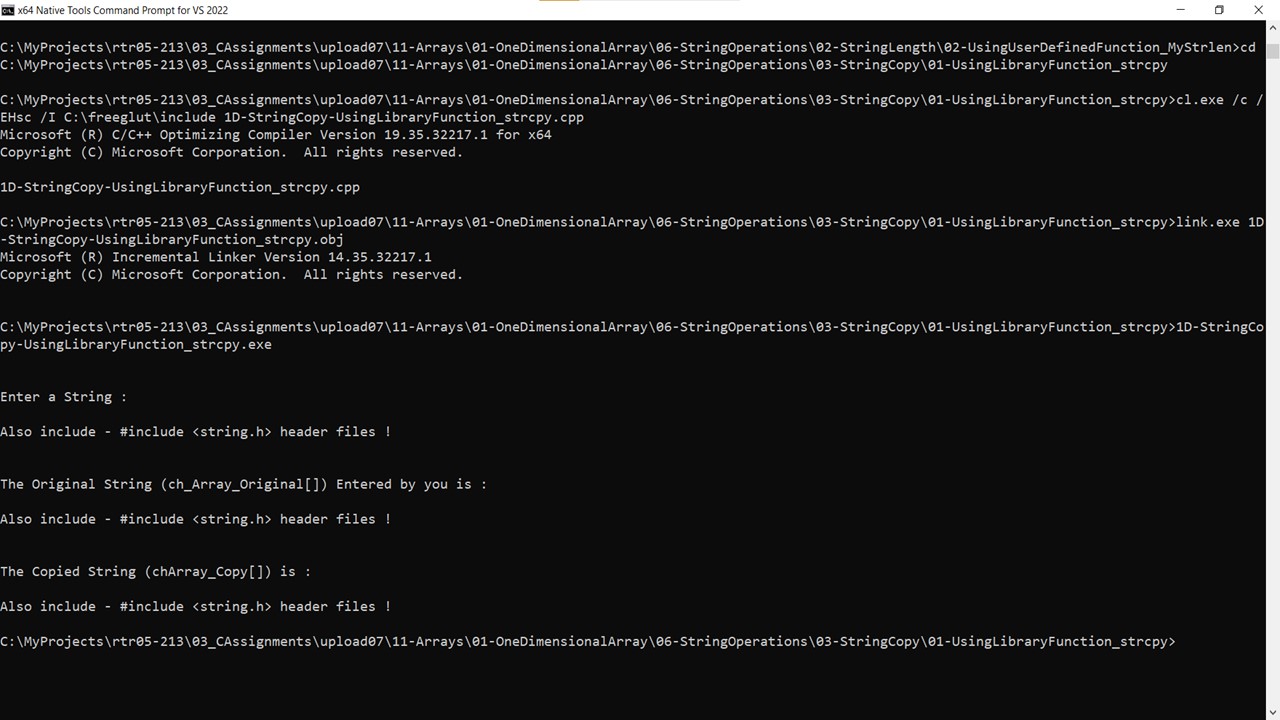 x64 Native Tools Command Prompt for VS 2022
C:\MyProjects\rtr05-213\03_CAssignments\upload07\11-Arrays\01-OneDimensionalArray\06-StringOperations\02-StringLength\02-UsingUserDefinedFunction_MyStrlen>cd
C:\MyProjects\rtr05-213\03_CAssignments\upload07\11-Arrays\01-OneDimensionalArray\06-StringOperations\03-StringCopy\01-UsingLibraryFunction_strcpy
C:\MyProjects\rtr05-213\03_CAssignments\upload07\11-Arrays\01-OneDimensionalArray\06-StringOperations\03-StringCopy\01-UsingLibraryFunction_strcpy>cl.exe /c /
EHsc /I C:\freeglut\include 1D-StringCopy-UsingLibraryFunction_strcpy.cpp
Microsoft (R) C/C++ Optimizing Compiler Version 19.35.32217.1 for x64
Copyright (C) Microsoft Corporation.  All rights reserved.
1D-StringCopy-UsingLibraryFunction_strcpy.cpp
C:\MyProjects\rtr05-213\03_CAssignments\upload07\11-Arrays\01-OneDimensionalArray\06-StringOperations\03-StringCopy\01-UsingLibraryFunction_strcpy>link.exe 1D
-StringCopy-UsingLibraryFunction_strcpy.obj
Microsoft (R) Incremental Linker Version 14.35.32217.1
Copyright (C) Microsoft Corporation.  All rights reserved.
C:\MyProjects\rtr05-213\03_CAssignments\upload07\11-Arrays\01-OneDimensionalArray\06-StringOperations\03-StringCopy\01-UsingLibraryFunction_strcpy>1D-StringCo
py-UsingLibraryFunction_strcpy.exe
Enter a String :
Also include - #include <string.h> header files !
The Original String (ch_Array_Original[]) Entered by you is :
Also include - #include <string.h> header files !
The Copied String (chArray_Copy[]) is :
Also include - #include <string.h> header files !
C:\MyProjects\rtr05-213\03_CAssignments\upload07\11-Arrays\01-OneDimensionalArray\06-StringOperations\03-StringCopy\01-UsingLibraryFunction_strcpy>